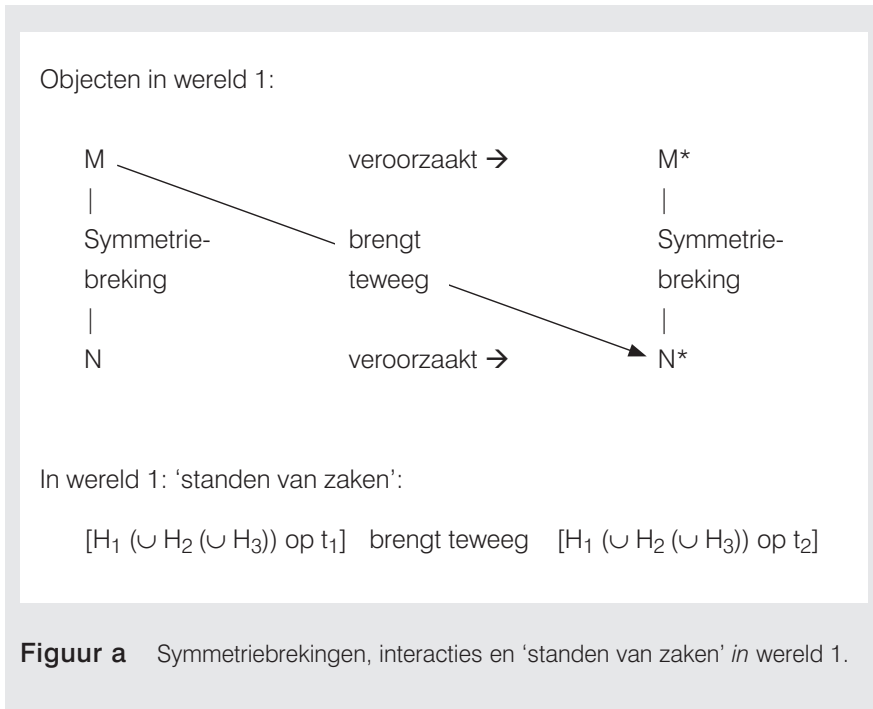 Objecten in wereld 1:
M veroorzaakt → M*
| |
Symmetrie- brengt Symmetrie-
breking teweeg breking
| |
N veroorzaakt → N*
In wereld 1: ‘standen van zaken’:
[H₁ (∪ H₂ (∪ H₃)) op t₁] brengt teweeg [H₁ (∪ H₂ (∪ H₃)) op t₂]
Figuur a Symmetriebrekingen, interacties en ‘standen van zaken’ in wereld 1.